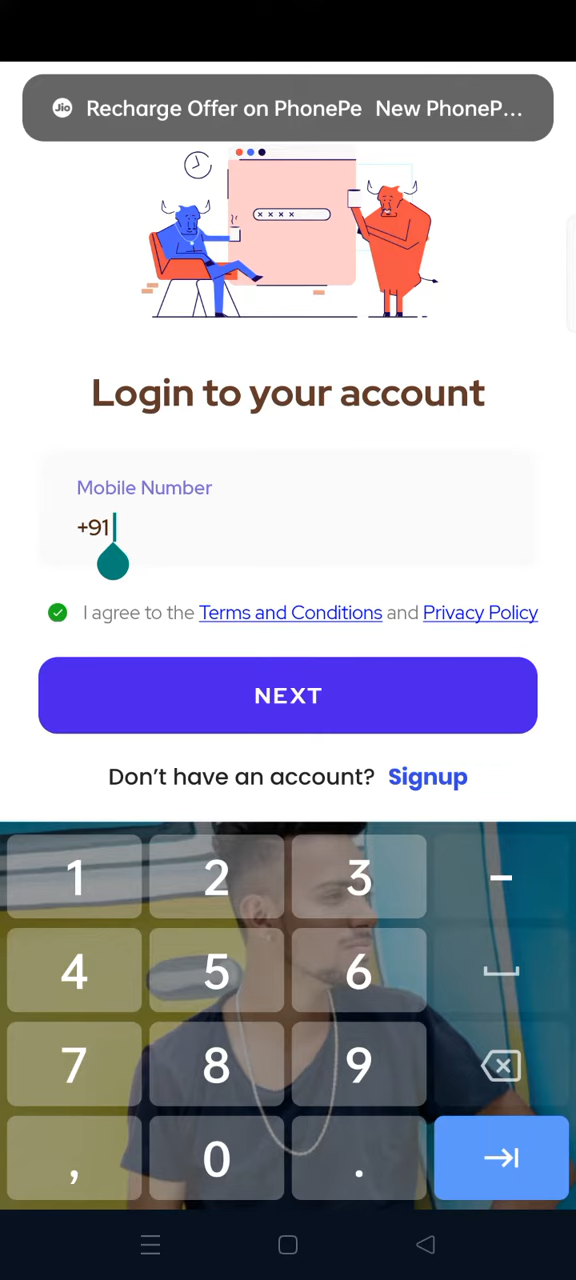 Jio Recharge Offer on PhonePe New PhoneP...
××××
Login to your account
Mobile Number
+91
I agree to the Terms and Conditions and Privacy Policy
NEXT
Don't have an account? Signup
1 2 3 -
4 5 6
7 8 9
, 0 .